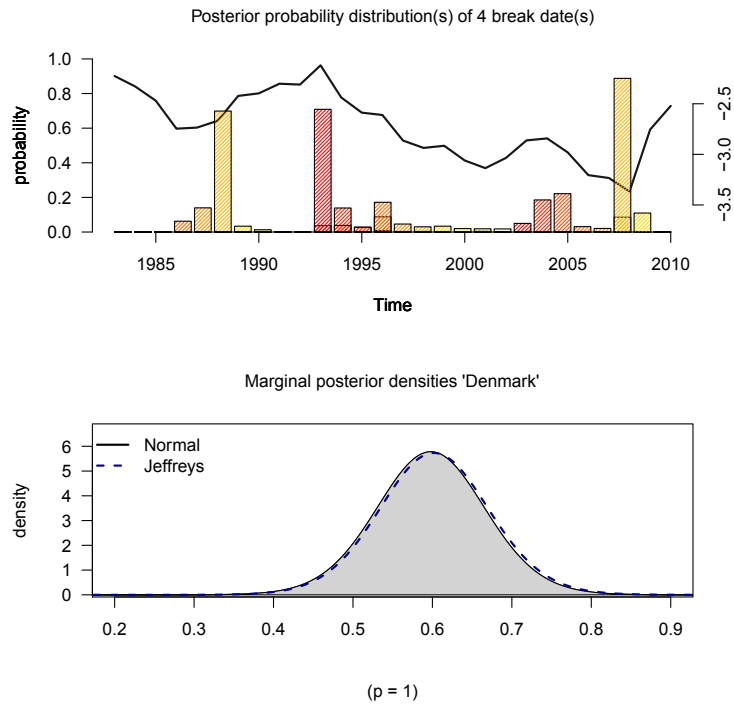 Posterior probability distribution(s) of 4 break date(s)
1.0
0.8
0.6
0.4
0.2
0.0
probability
−2.5
−3.0
−3.5
1985 1990 1995 2000 2005 2010
Time
Marginal posterior densities 'Denmark'
Normal
Jeffreys
6
5
4
3
2
1
0
density
0.2 0.3 0.4 0.5 0.6 0.7 0.8 0.9
(p = 1)